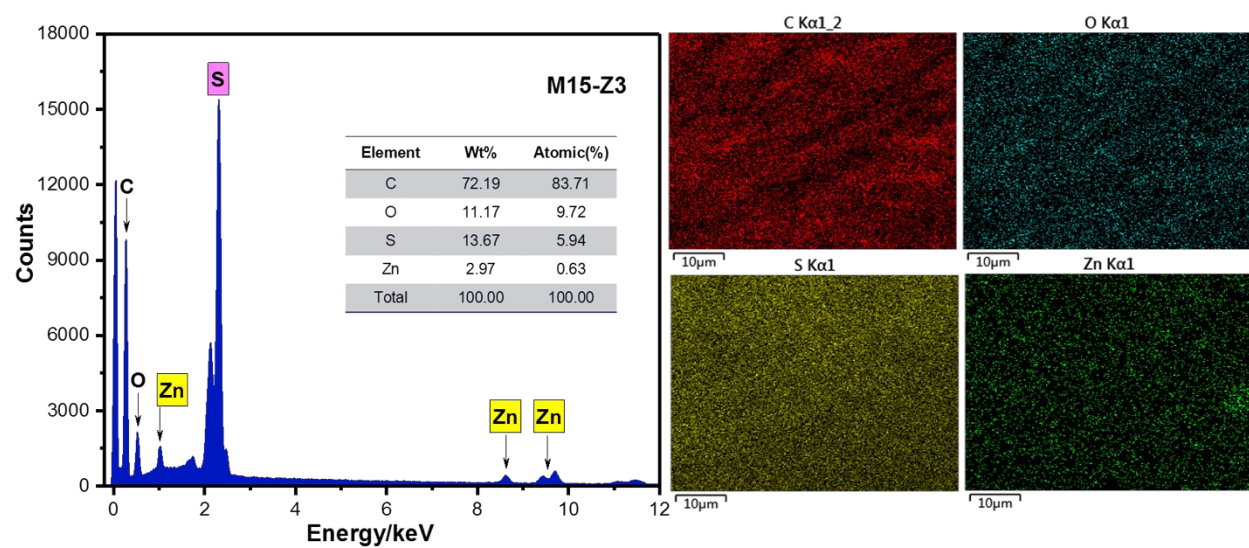 18000
15000
12000
9000
6000
3000
0
Counts
0 2 4 6 8 10 12
Energy/keV
C
O
Zn
S
Zn
Zn
M15-Z3
Element Wt% Atomic(%)
C 72.19 83.71
O 11.17 9.72
S 13.67 5.94
Zn 2.97 0.63
Total 100.00 100.00
C Kα1_2
10μm
O Kα1
10μm
S Kα1
10μm
Zn Kα1
10μm